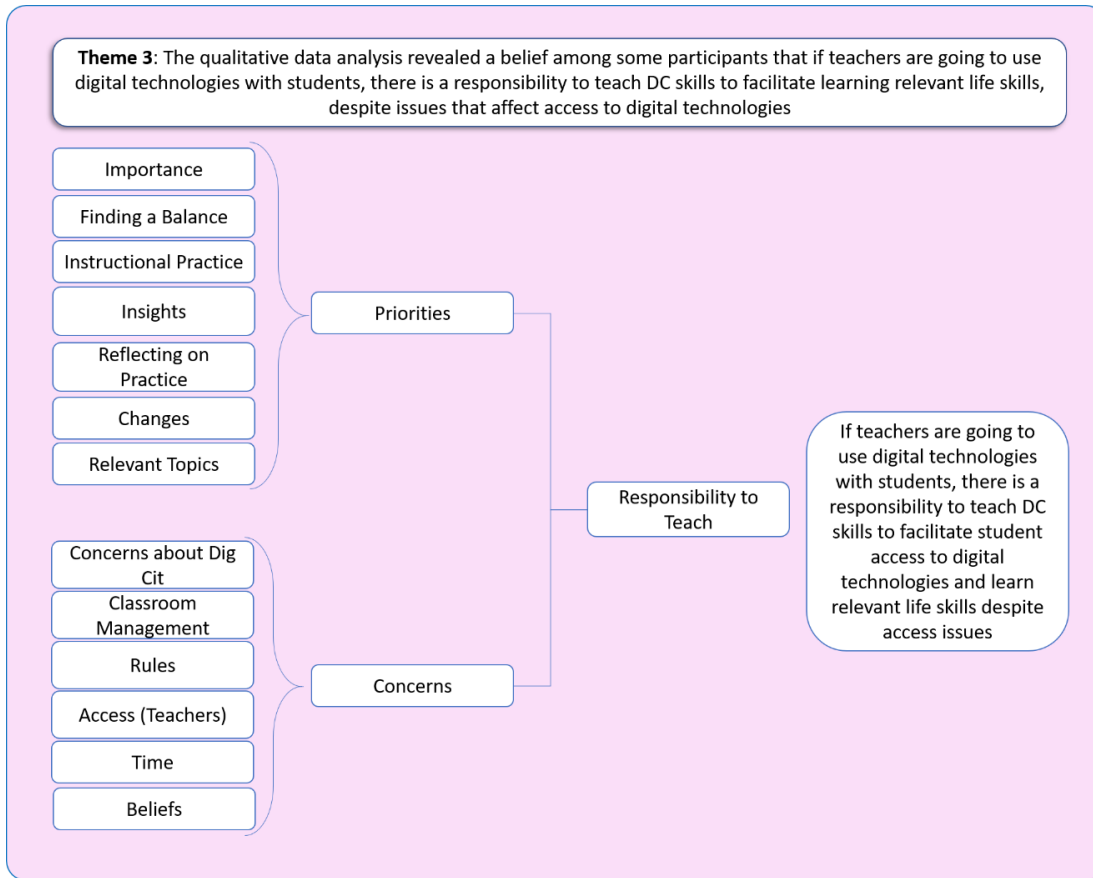 Theme 3: The qualitative data analysis revealed a belief among some participants that if teachers are going to use
digital technologies with students, there is a responsibility to teach DC skills to facilitate learning relevant life skills,
despite issues that affect access to digital technologies
Importance
Finding a Balance
Instructional Practice
Insights
Reflecting on
Practice
Changes
Relevant Topics
Priorities
Concerns about Dig
Cit
Classroom
Management
Rules
Access (Teachers)
Time
Beliefs
Concerns
Responsibility to
Teach
If teachers are going to
use digital technologies
with students, there is a
responsibility to teach DC
skills to facilitate student
access to digital
technologies and learn
relevant life skills despite
access issues